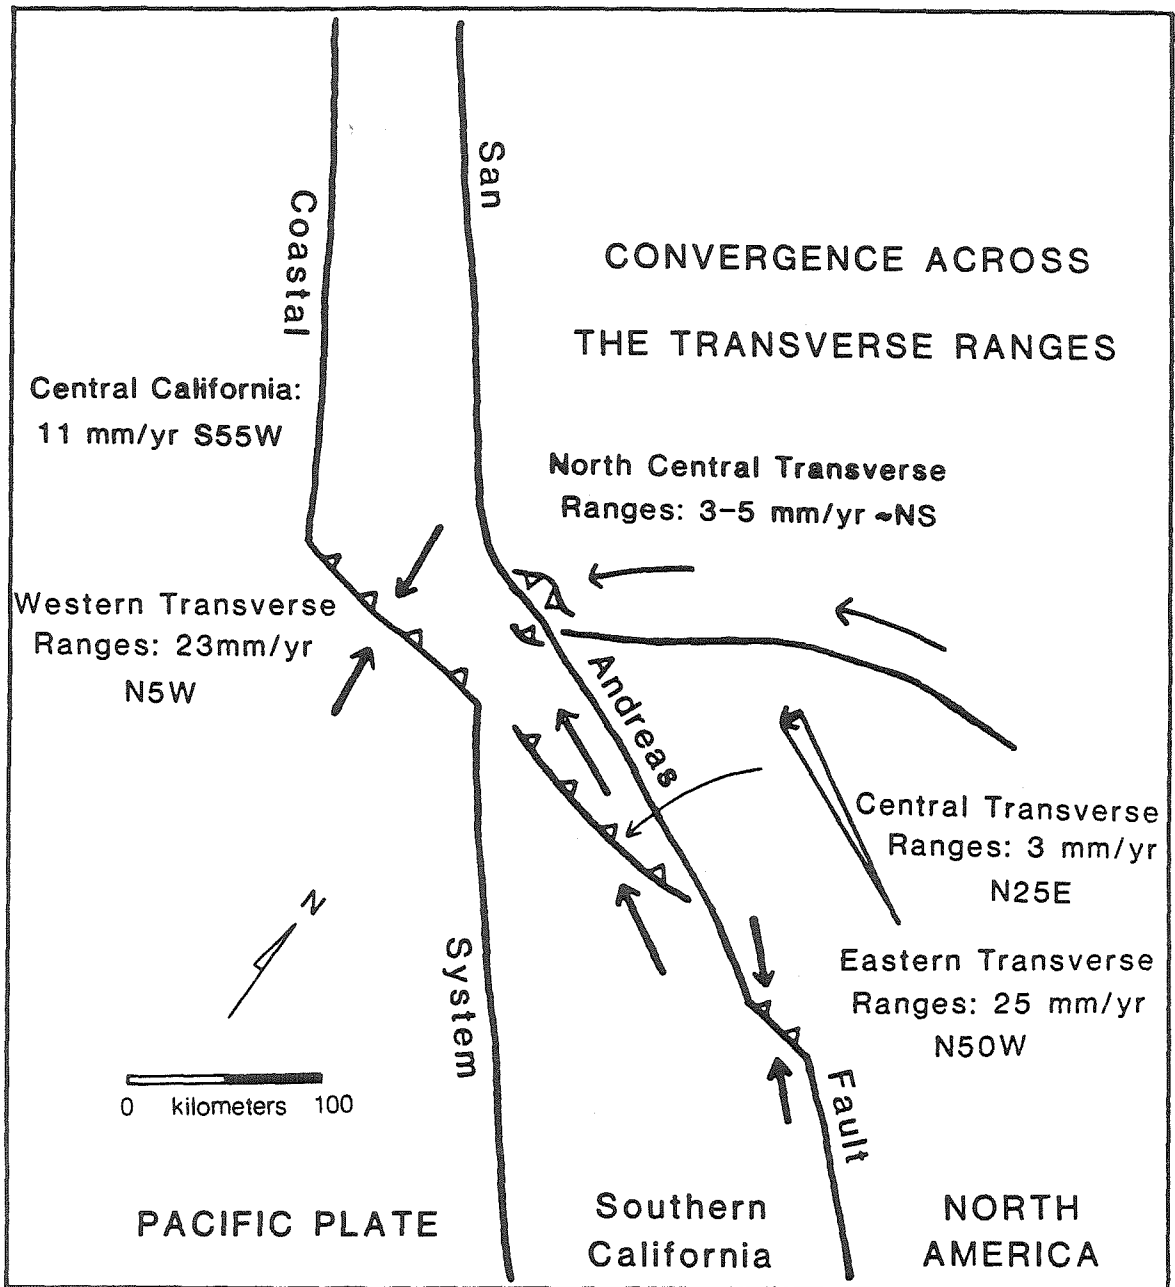 San
Coastal
CONVERGENCE ACROSS
THE TRANSVERSE RANGES
Central California:
11 mm/yr S55W
North Central Transverse
Ranges: 3-5 mm/yr ~NS
Western Transverse
Ranges: 23mm/yr
N5W
Andreas
Central Transverse
Ranges: 3 mm/yr
N25E
N
System
Eastern Transverse
Ranges: 25 mm/yr
N50W
0 kilometers 100
Fault
PACIFIC PLATE
Southern
California
NORTH
AMERICA